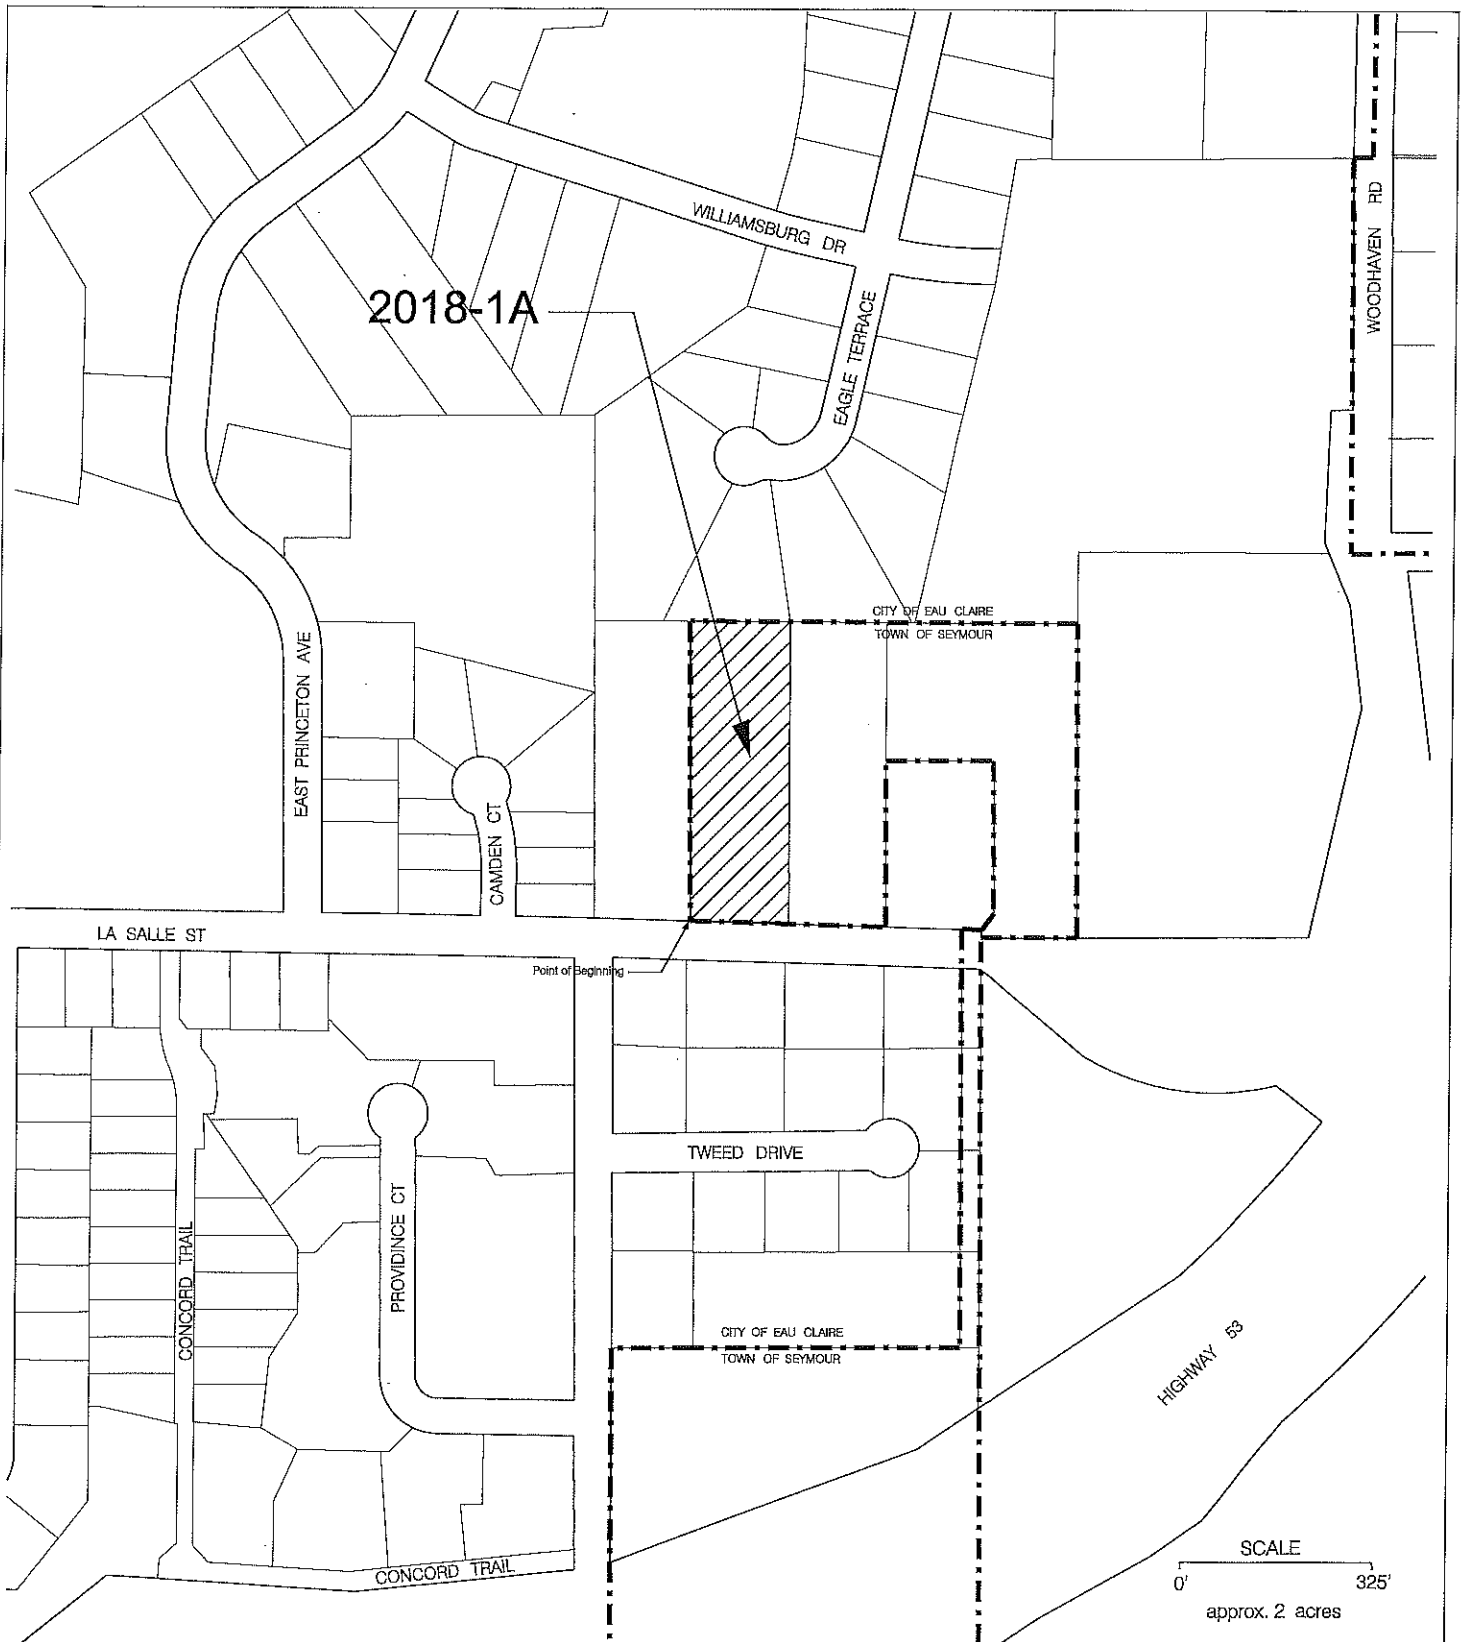 WILLIAMSBURG DR
WOODHAVEN RD
2018-1A
EAGLE TERRACE
CITY OF EAU CLAIRE
TOWN OF SEYMOUR
EAST PRINCETON AVE
CAMDEN CT
LA SALLE ST
Point of Beginning
TWEED DRIVE
PROVIDINCE CT
CONCORD TRAIL
CITY OF EAU CLAIRE
TOWN OF SEYMOUR
HIGHWAY 53
CONCORD TRAIL
SCALE
0' 325'
approx. 2 acres